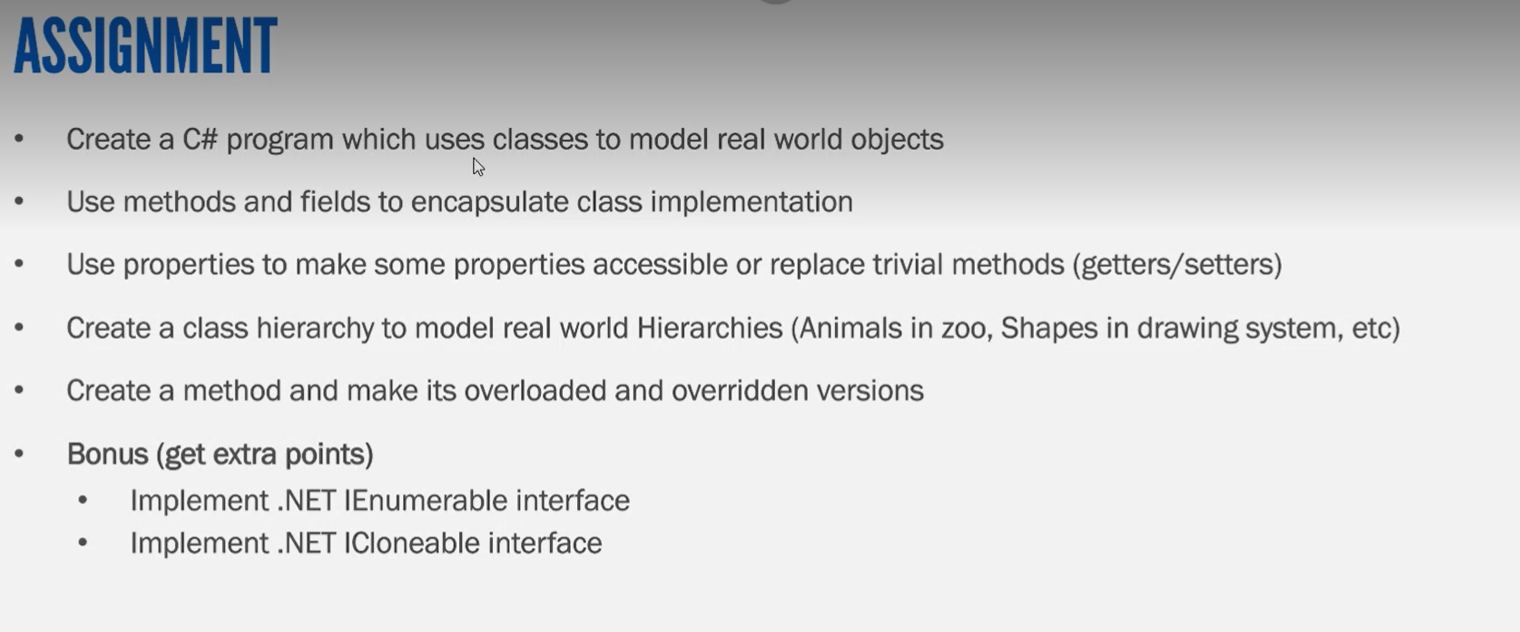 ASSIGNMENT
• Create a C# program which uses classes to model real world objects
• Use methods and fields to encapsulate class implementation
• Use properties to make some properties accessible or replace trivial methods (getters/setters)
• Create a class hierarchy to model real world Hierarchies (Animals in zoo, Shapes in drawing system, etc)
• Create a method and make its overloaded and overridden versions
• Bonus (get extra points)
• Implement .NET IEnumerable interface
• Implement .NET ICloneable interface